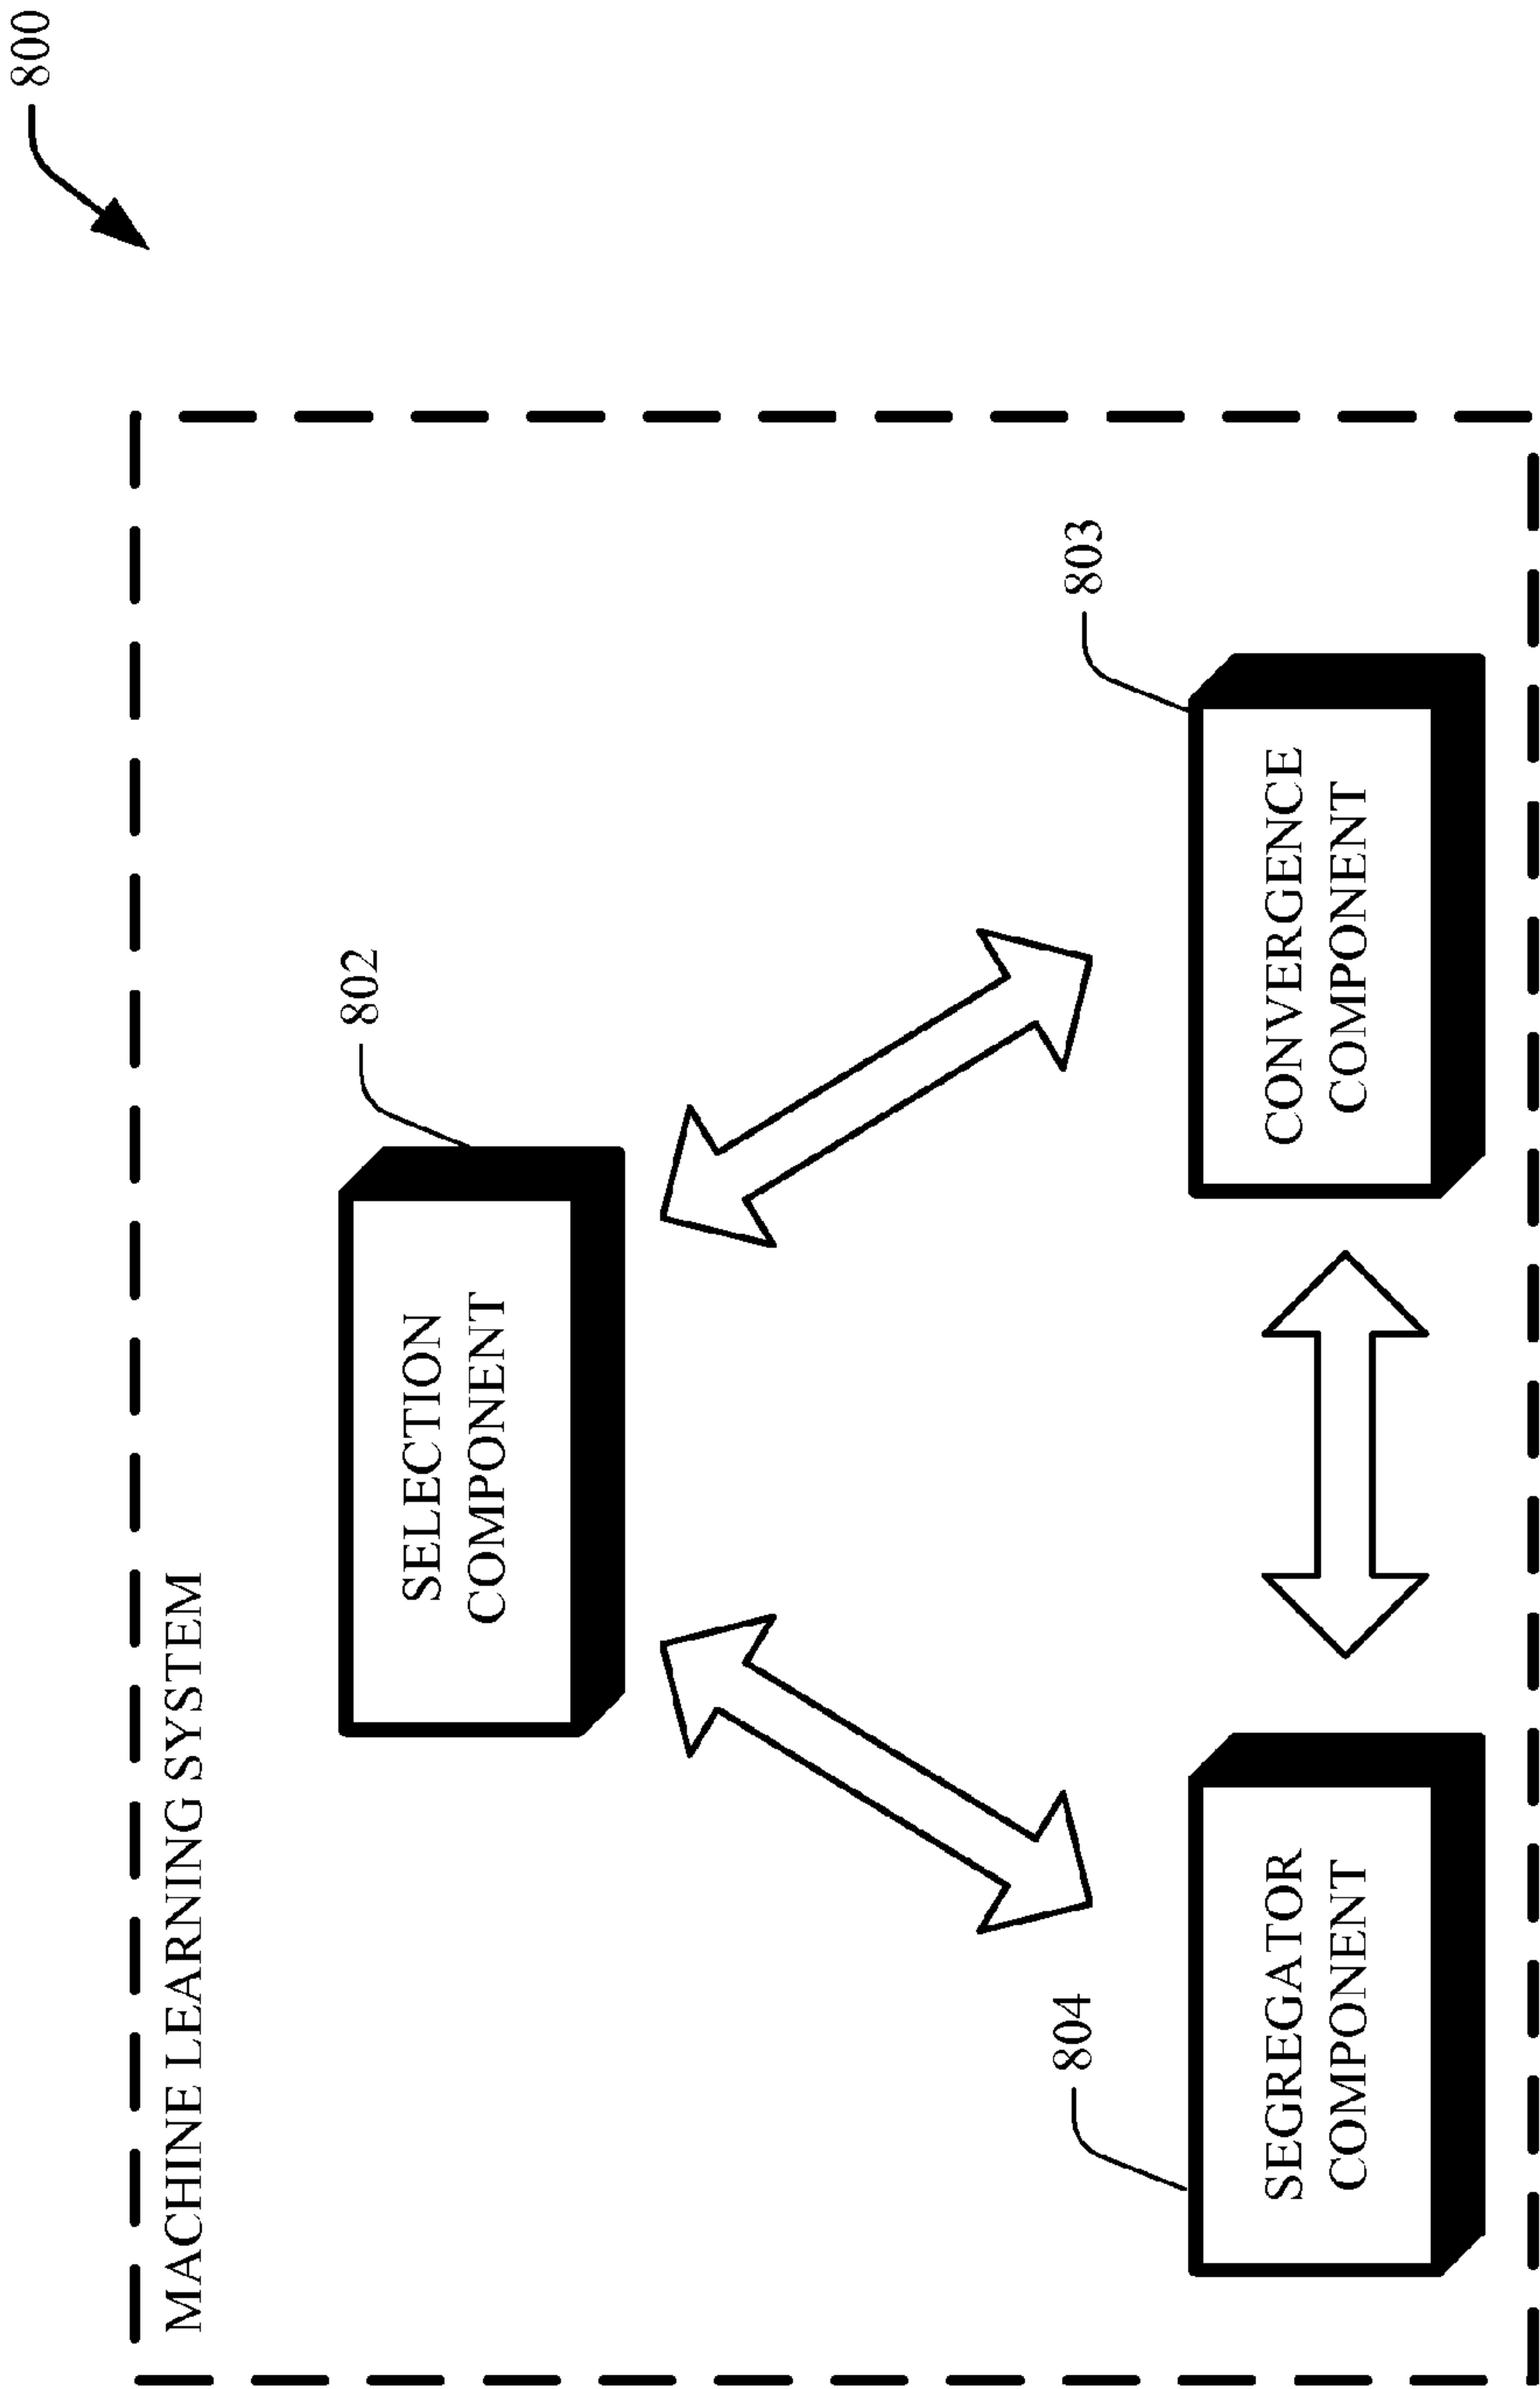 800
MACHINE LEARNING SYSTEM
802
SELECTION
COMPONENT
804
SEGREGATOR
COMPONENT
803
CONVERGENCE
COMPONENT